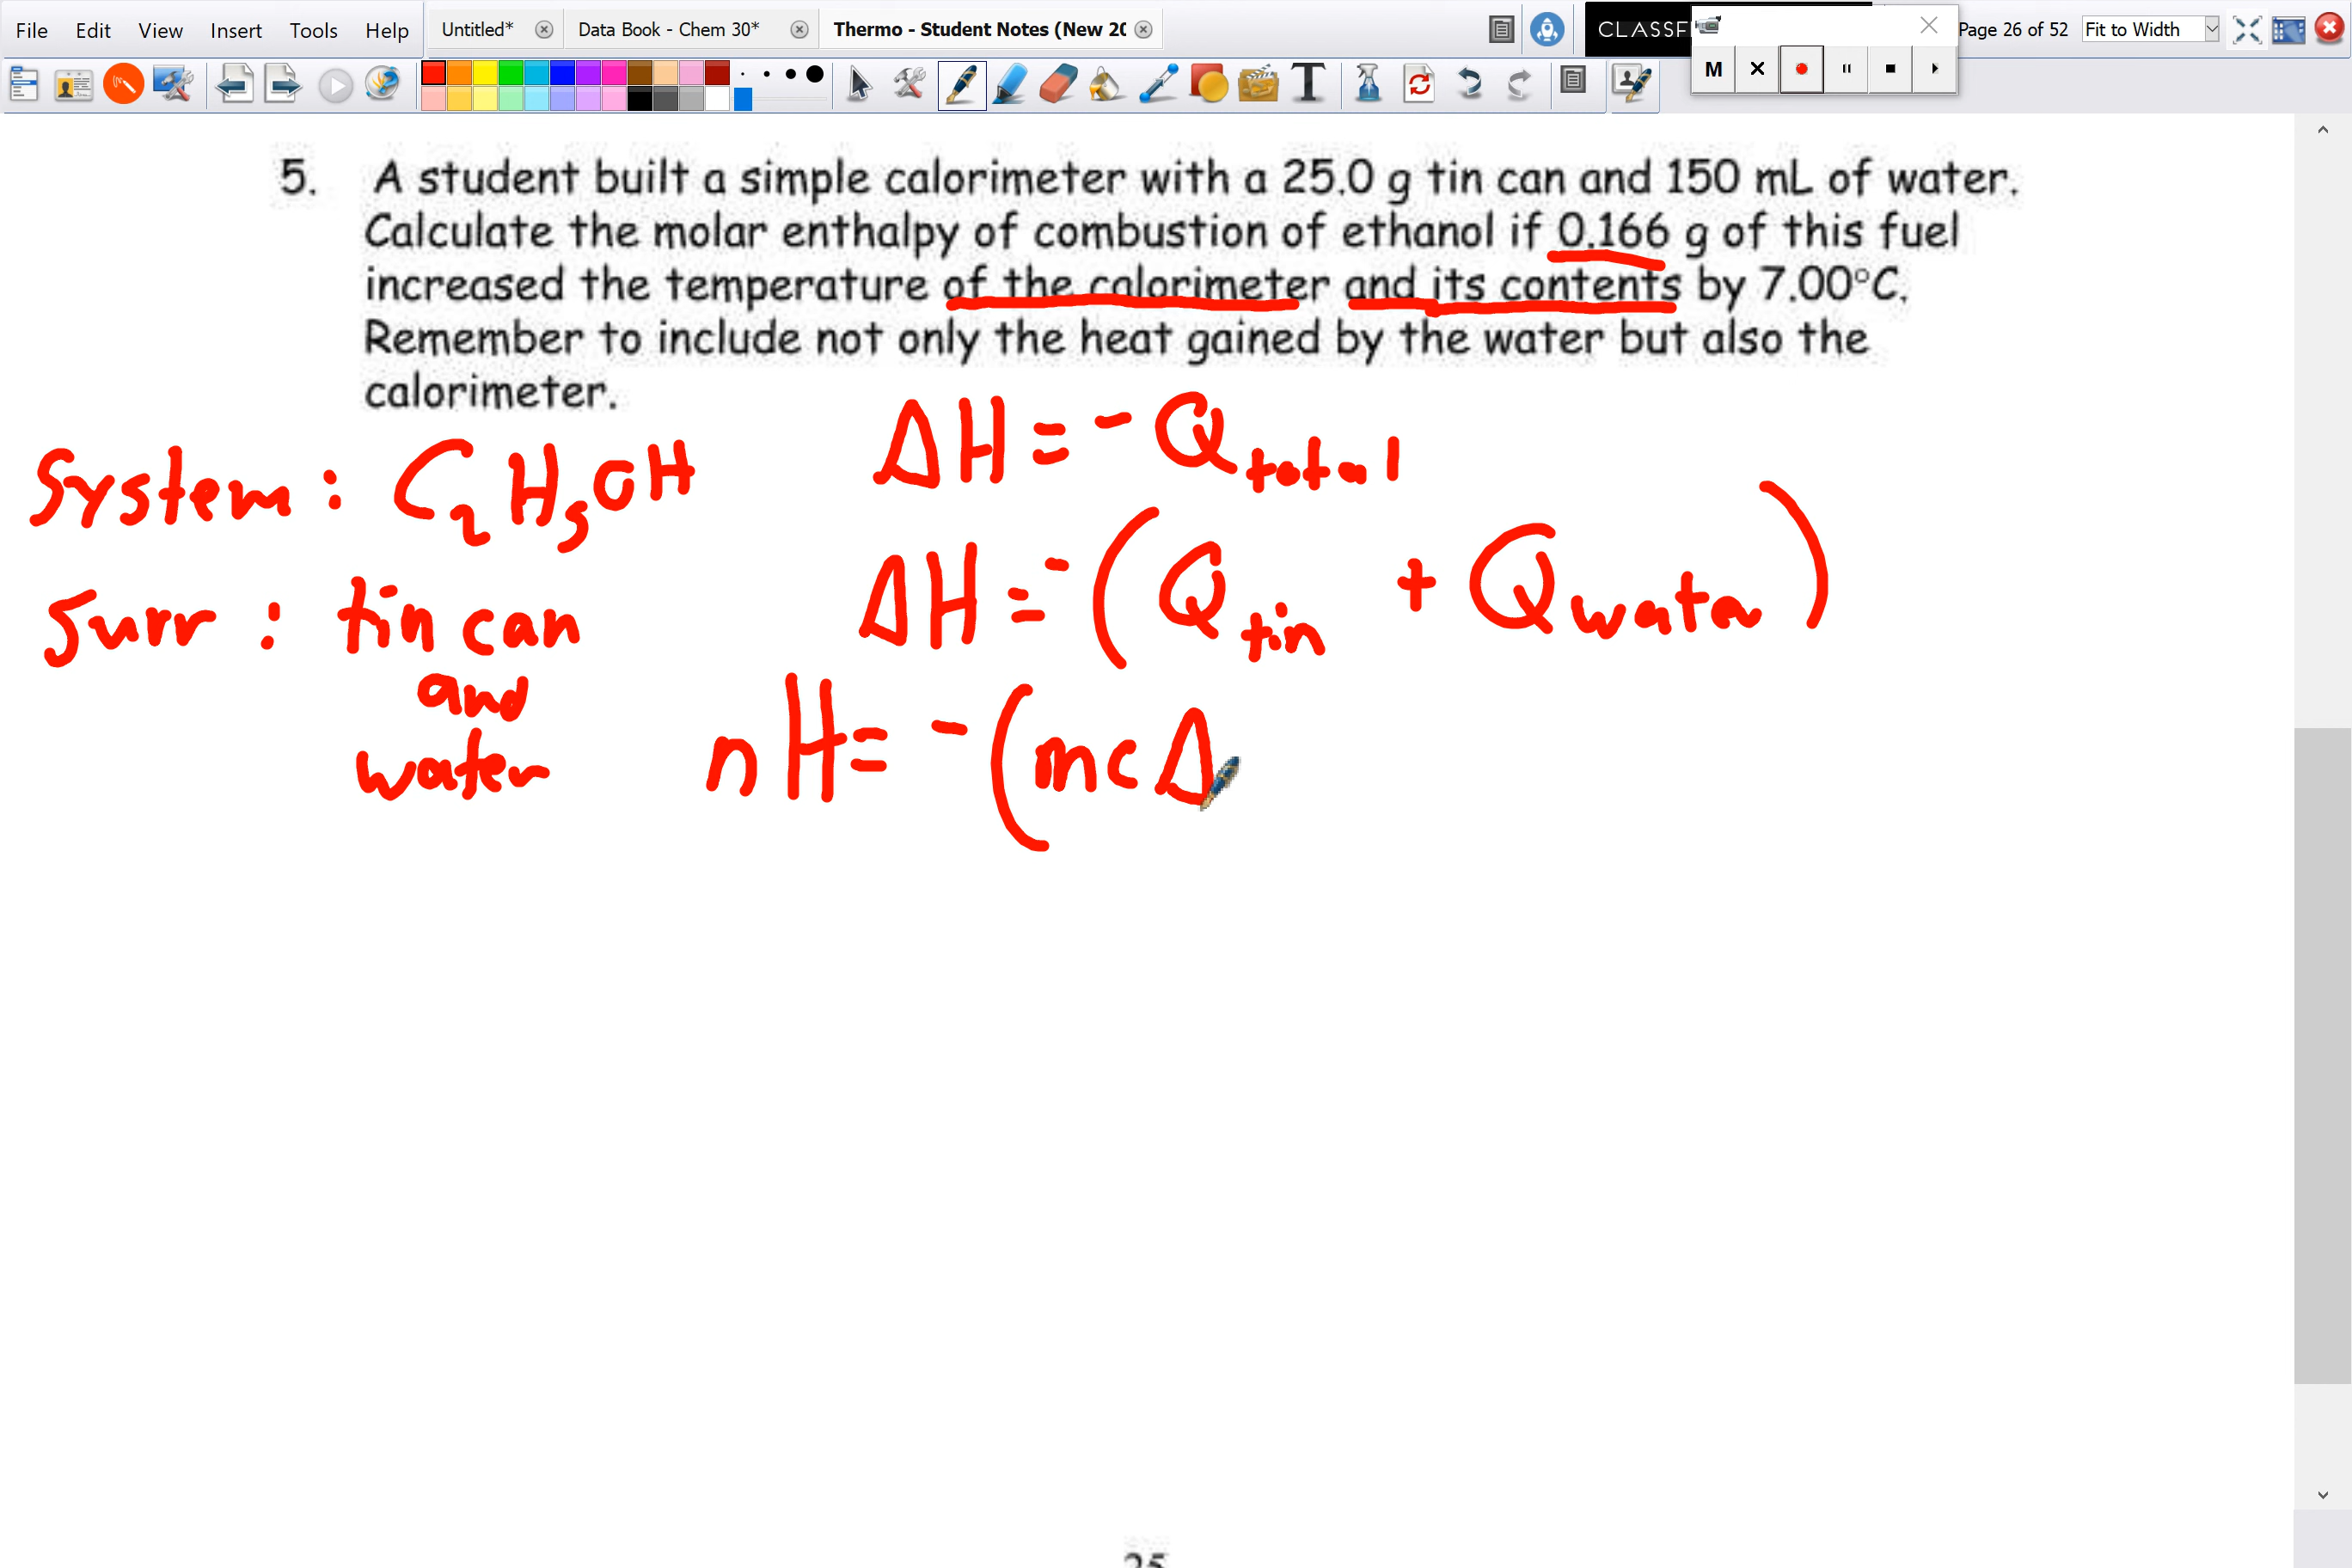 File Edit View Insert Tools Help Untitled* Data Book - Chem 30* Thermo - Student Notes (New 20 CLASSF Page 26 of 52 Fit to Width
M
T
5. A student built a simple calorimeter with a 25.0 g tin can and 150 mL of water.
Calculate the molar enthalpy of combustion of ethanol if 0.166 g of this fuel
increased the temperature of the calorimeter and its contents by 7.00°C.
Remember to include not only the heat gained by the water but also the
calorimeter.
ΔH = -Q total
System: C₂H₅OH
ΔH = -(Q tin + Q water)
Surr: tin can
and
water
nH = -(mcΔ
25